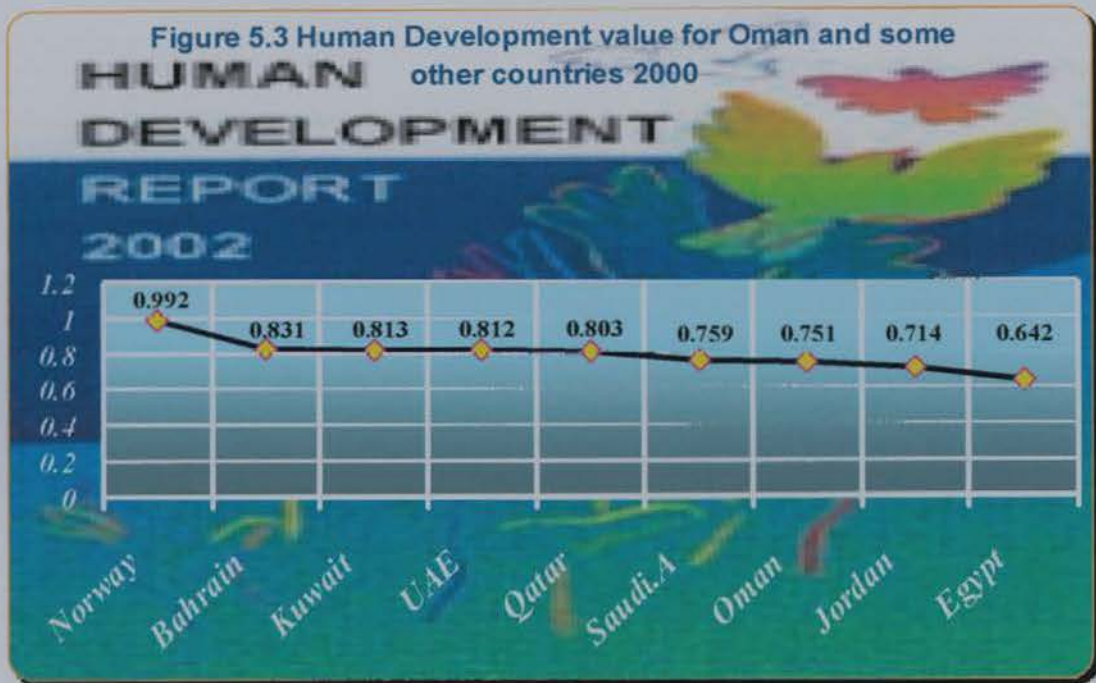 Figure 5.3 Human Development value for Oman and some
other countries 2000
HUMAN
DEVELOPMENT
REPORT
2002
1.2
1
0.8
0.6
0.4
0.2
0
0.992
0.831
0.813
0.812
0.803
0.759
0.751
0.714
0.642
Norway
Bahrain
Kuwait
UAE
Qatar
Saudi.A
Oman
Jordan
Egypt